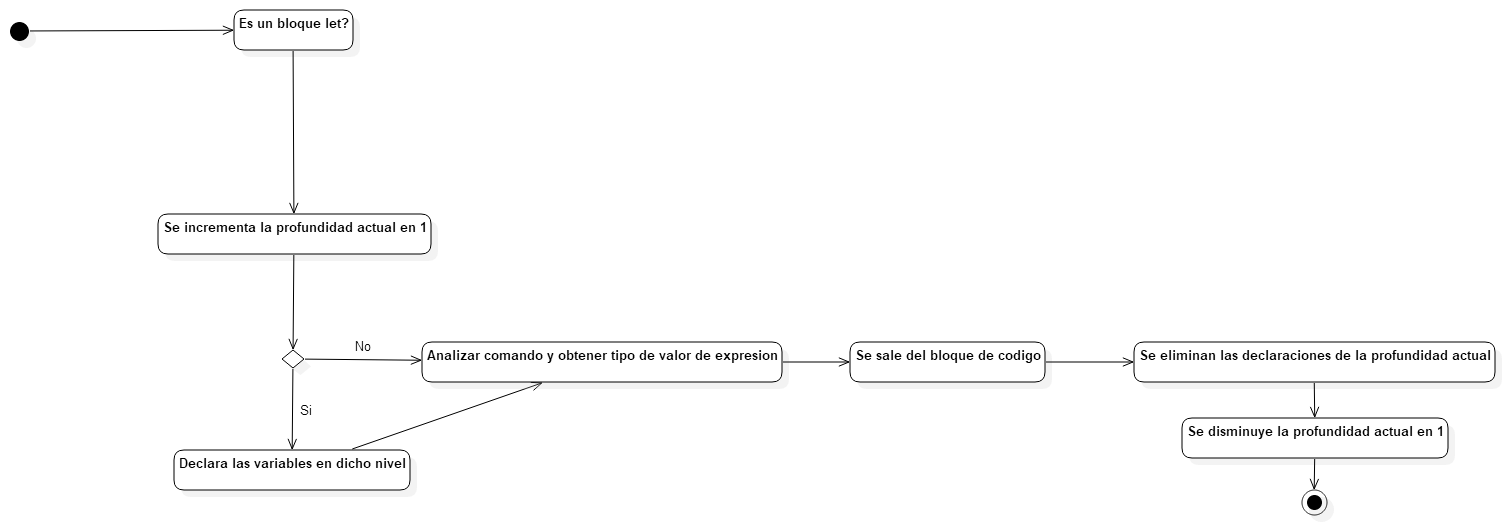 Es un bloque let?
Se incrementa la profundidad actual en 1
No
Analizar comando y obtener tipo de valor de expresion
Se sale del bloque de codigo
Se eliminan las declaraciones de la profundidad actual
Si
Se disminuye la profundidad actual en 1
Declara las variables en dicho nivel